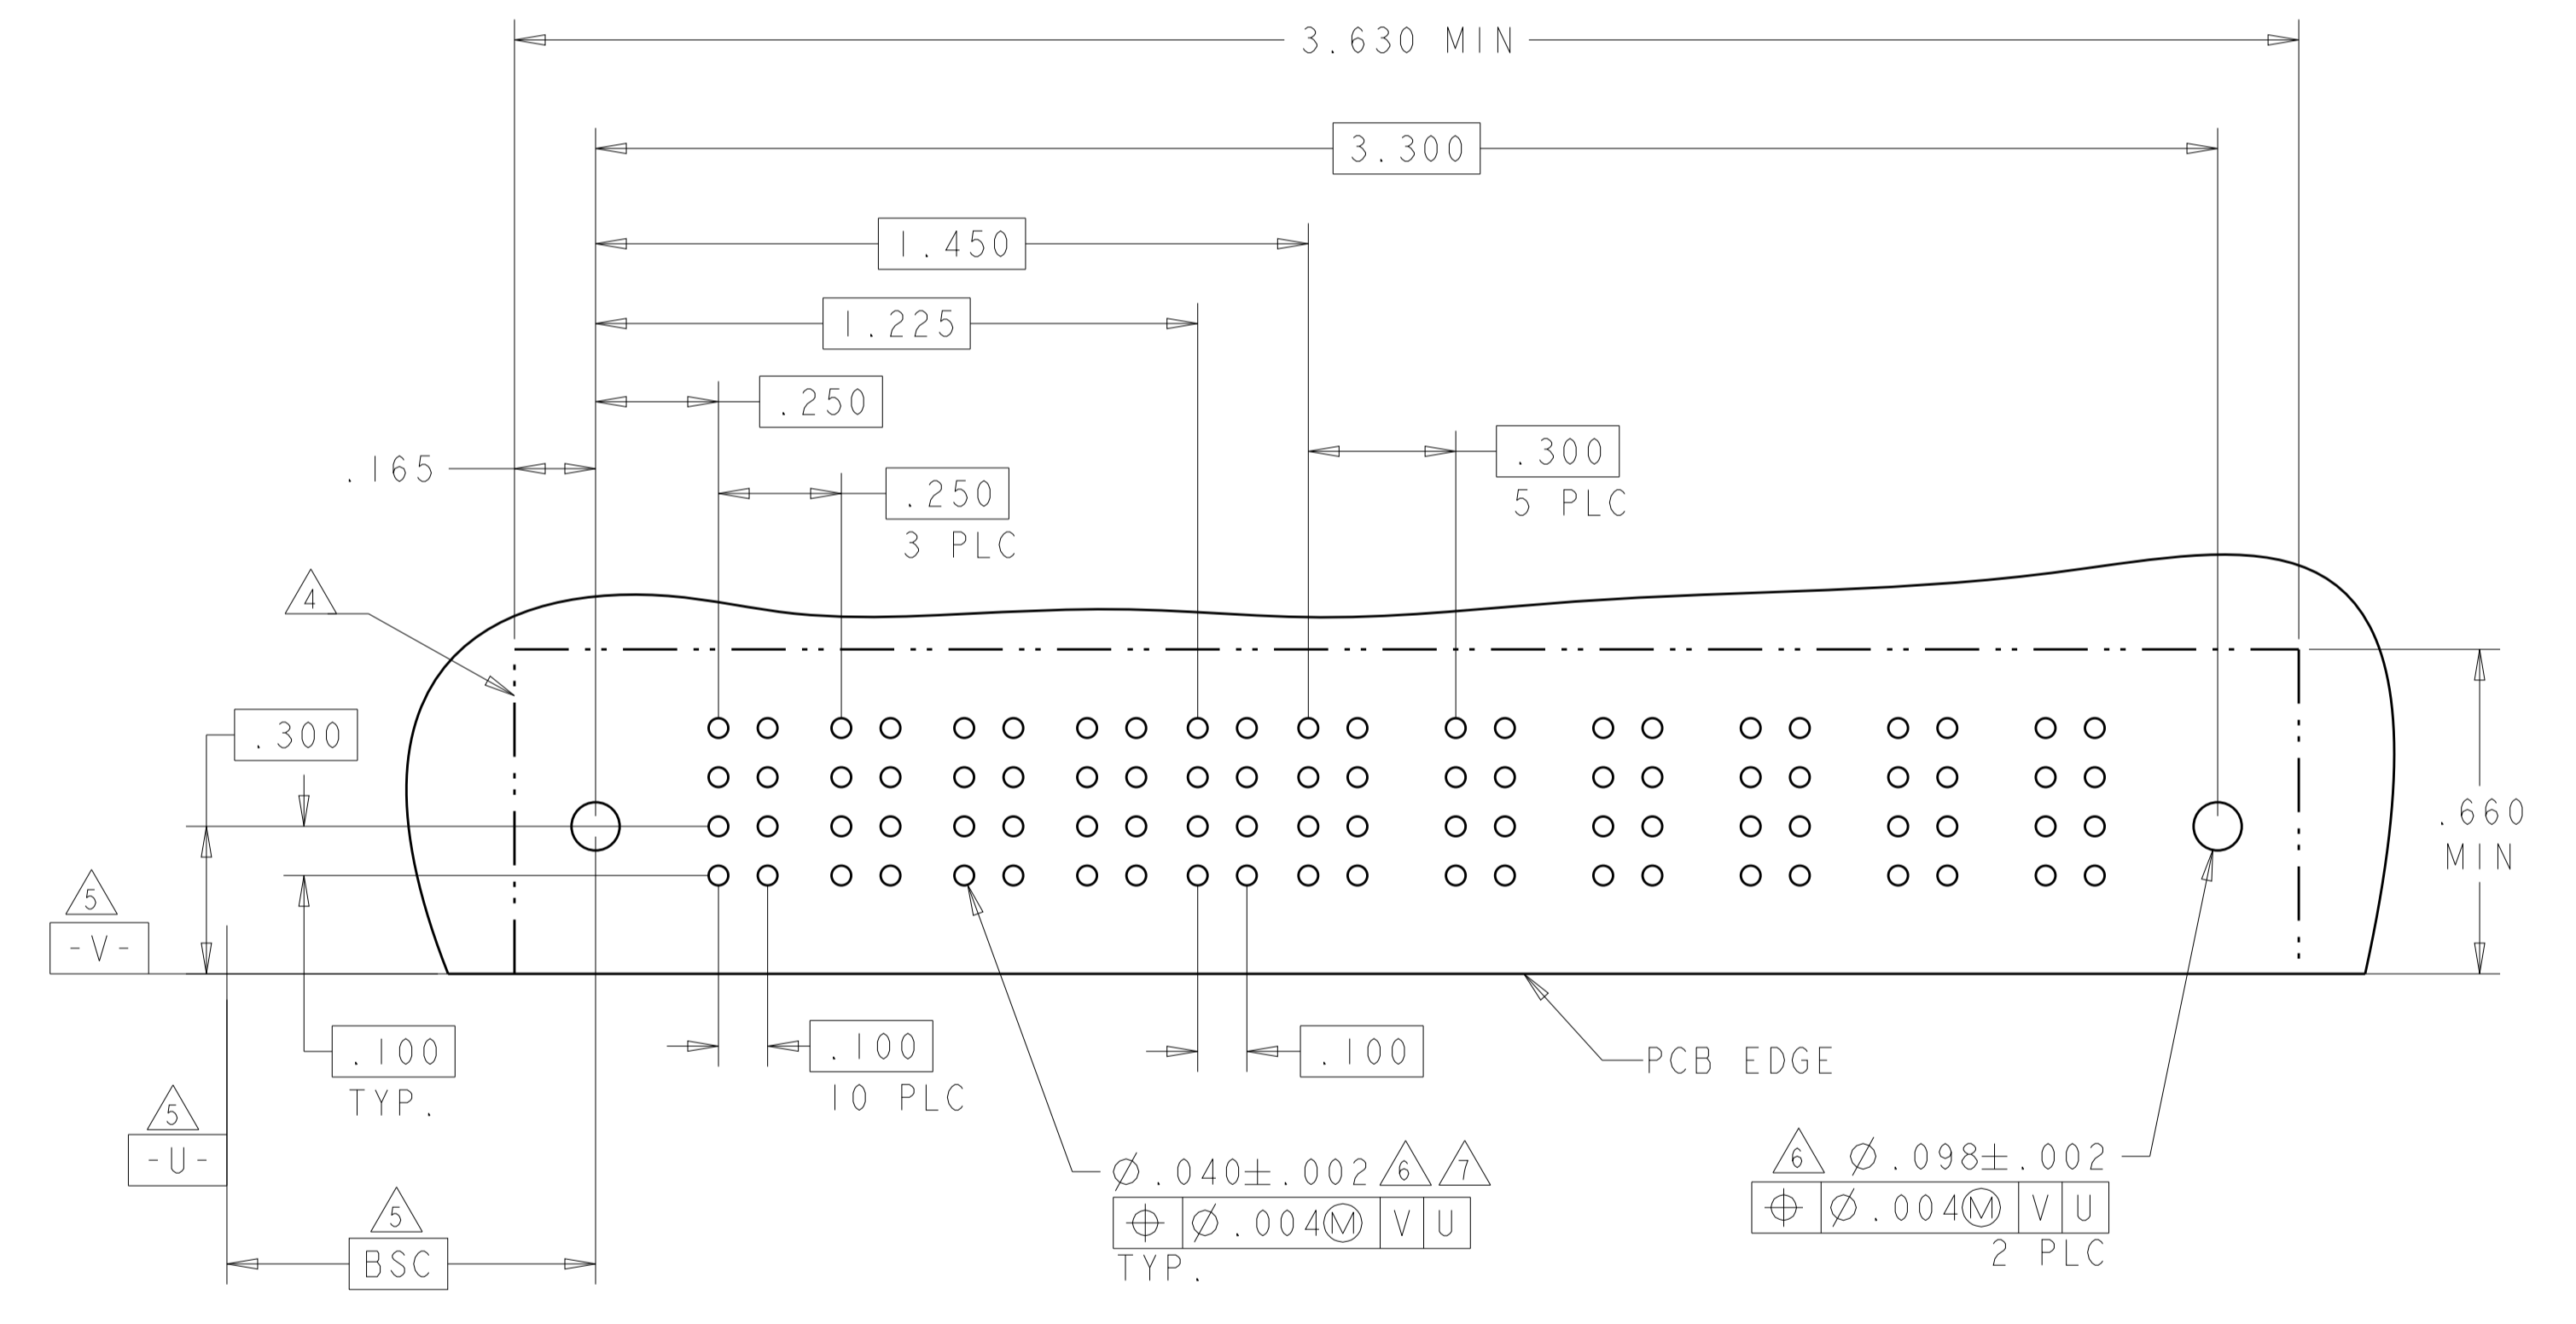 3.630 MIN
3.300
1.450
1.225
.250
.300
5 PLC
.165
.250
3 PLC
4
.300
.660
MIN
5
-V-
.100
TYP.
.100
10 PLC
.100
PCB EDGE
5
-U-
5
BSC
Ø.040±.002 6 7
⌖ Ø.004Ⓜ V U
TYP.
6 Ø.098±.002
⌖ Ø.004Ⓜ V U
2 PLC